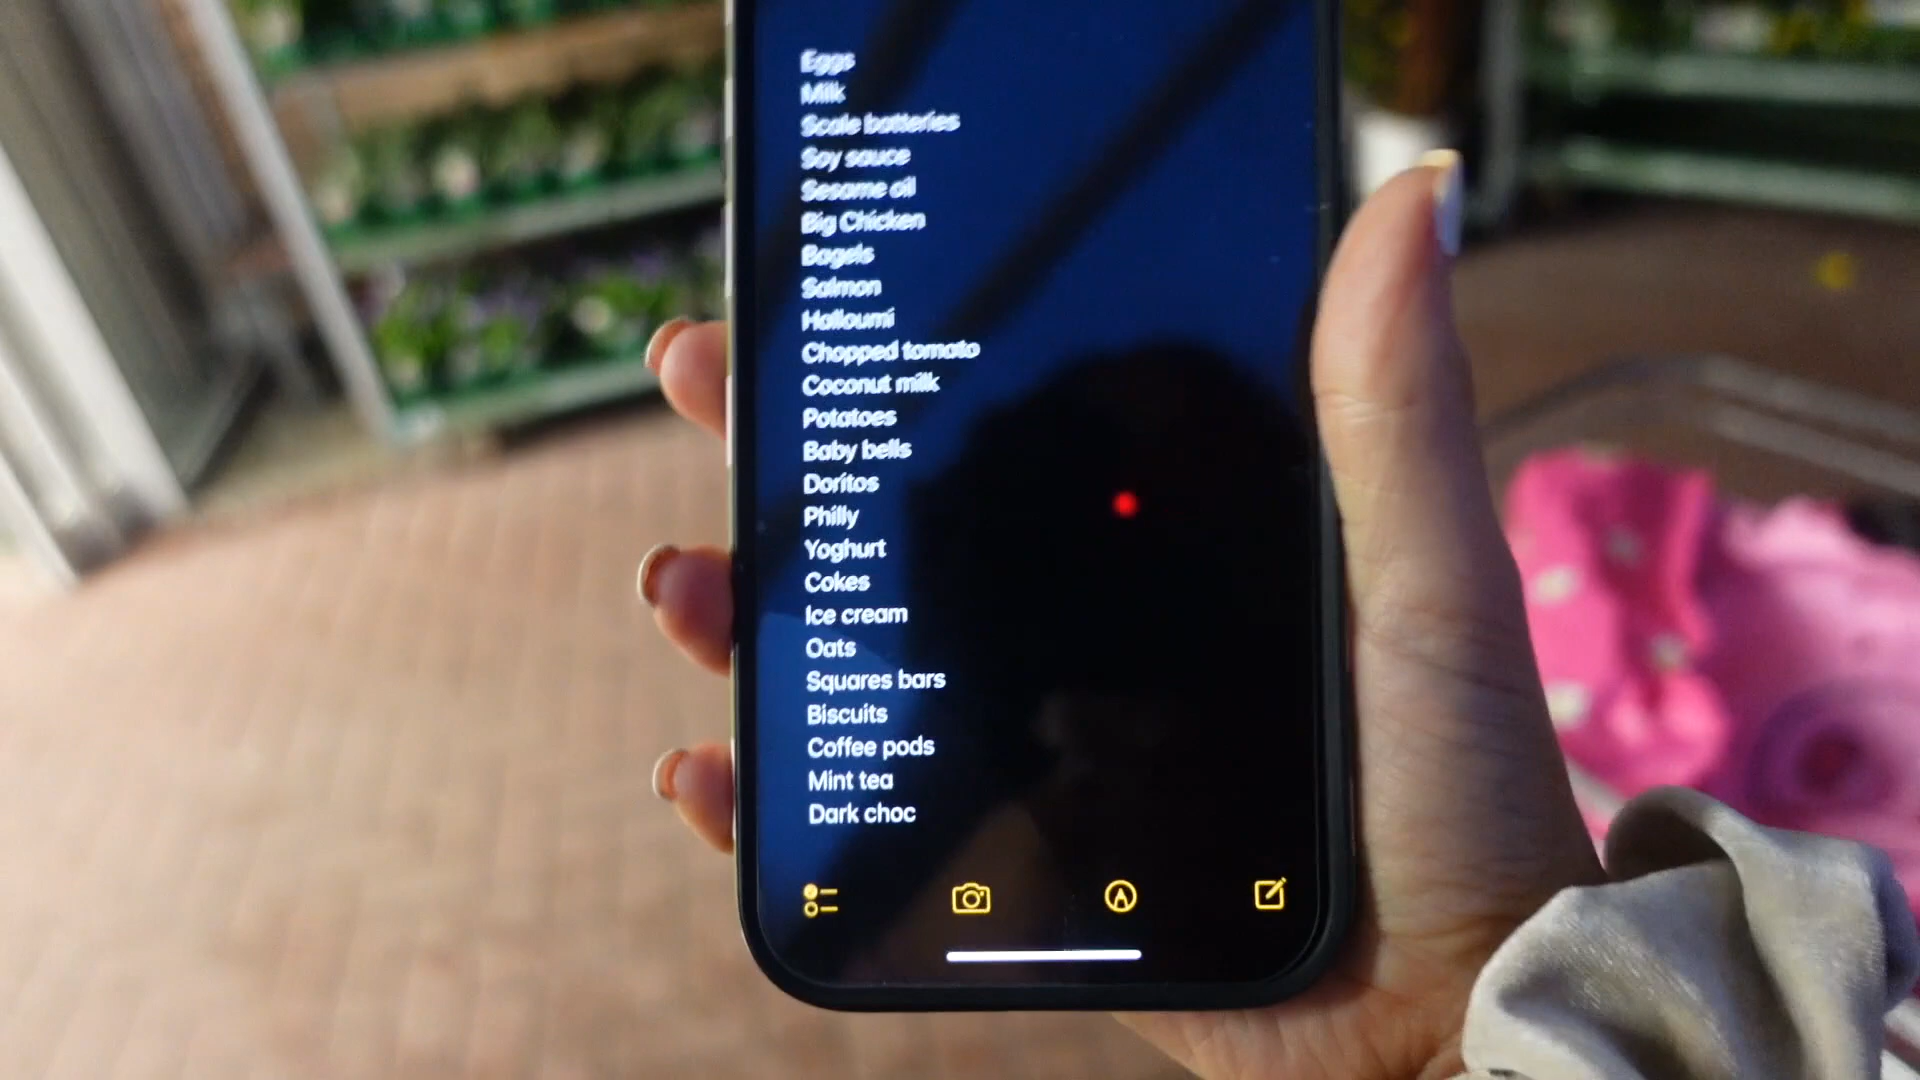 Eggs
Milk
Scale batteries
Soy sauce
Sesame oil
Big Chicken
Bagels
Salmon
Halloumi
Chopped tomato
Coconut milk
Potatoes
Baby bells
Doritos
Philly
Yoghurt
Cokes
Ice cream
Oats
Squares bars
Biscuits
Coffee pods
Mint tea
Dark choc